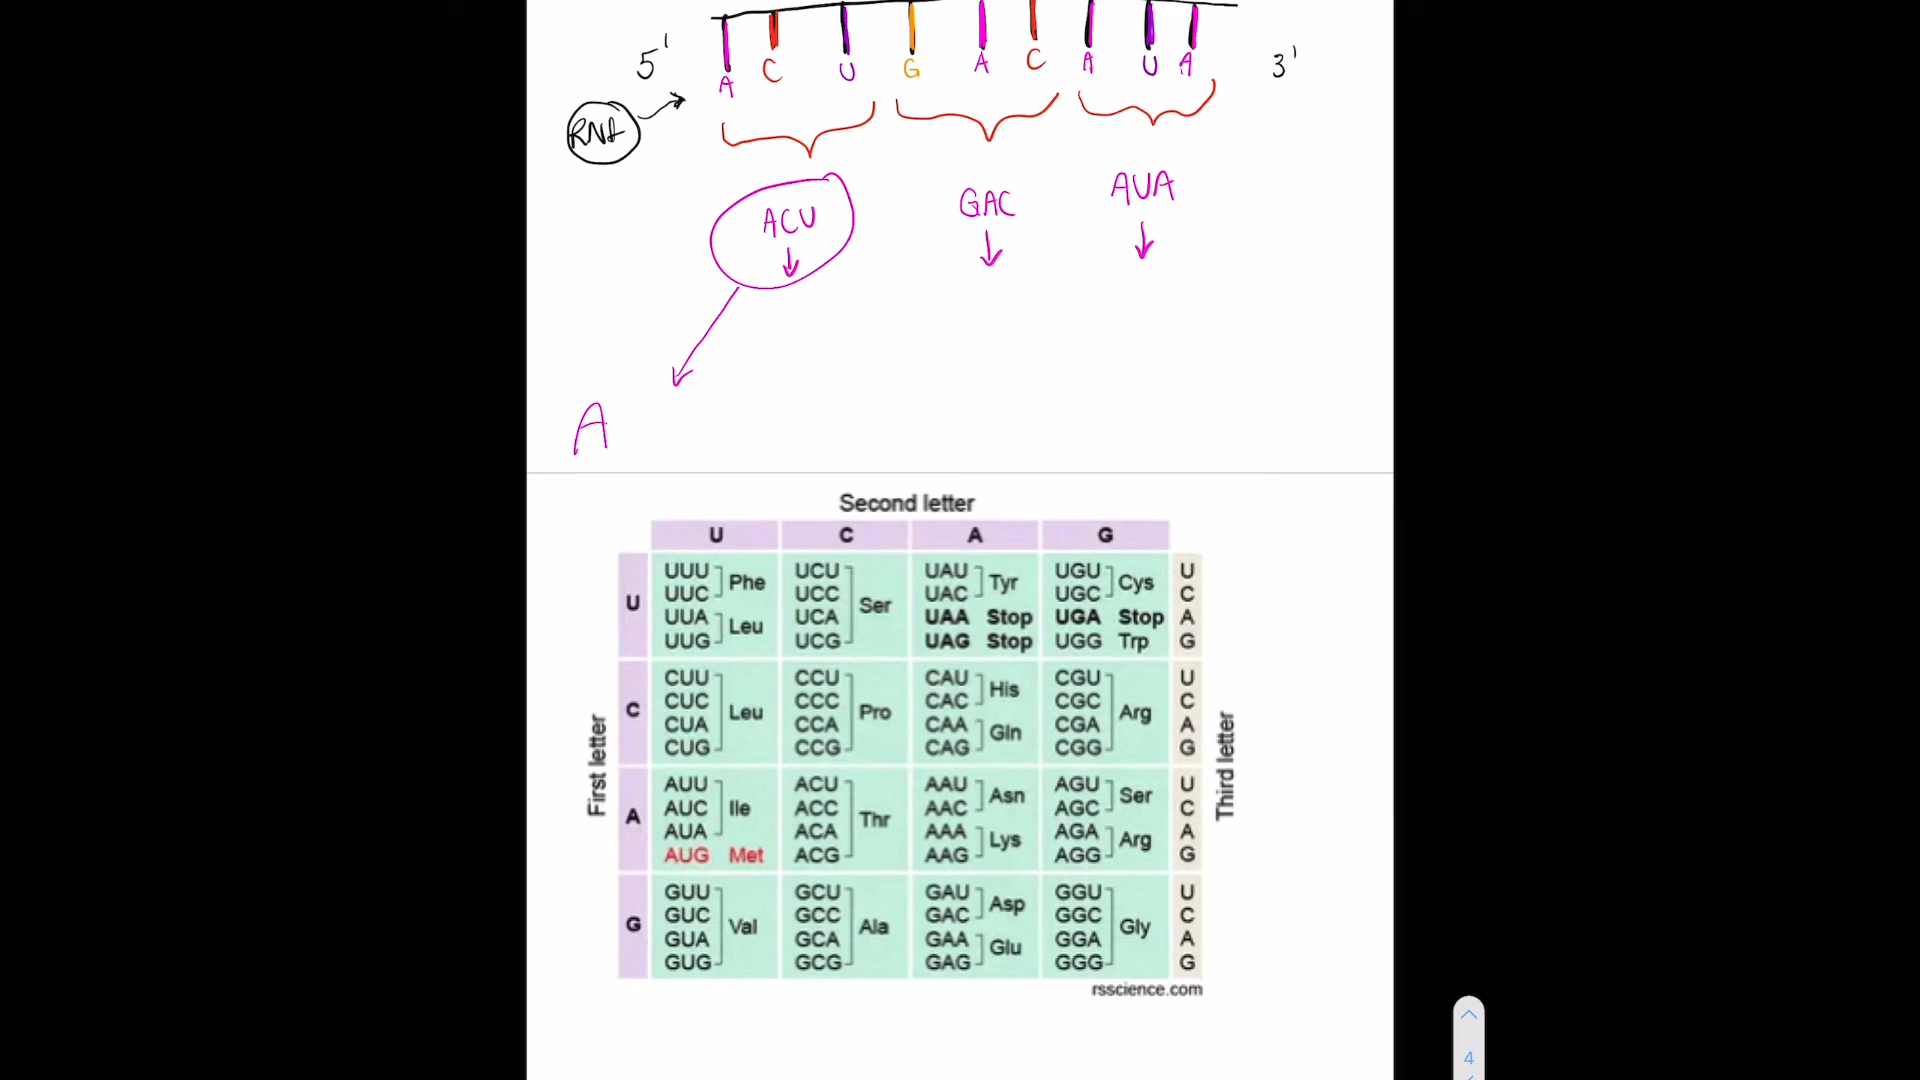 5' A C U G A C A U A 3'
RNA
ACU GAC AUA
A
Second letter
U C A G
First letter
Third letter
U
UUU UUC Phe UCU UCC UCA UCG Ser UAU UAC Tyr UGU UGC Cys U C
UUA UUG Leu UAA Stop UAG Stop UGA Stop UGG Trp A G
C
CUU CUC CUA CUG Leu CCU CCC CCA CCG Pro CAU CAC His CGU CGC CGA CGG Arg U C
CAA CAG Gln A G
A
AUU AUC AUA Ile ACU ACC ACA ACG Thr AAU AAC Asn AGU AGC Ser U C
AUG Met AAA AAG Lys AGA AGG Arg A G
G
GUU GUC GUA GUG Val GCU GCC GCA GCG Ala GAU GAC Asp GGU GGC GGA GGG Gly U C
GAA GAG Glu A G
rsscience.com
4